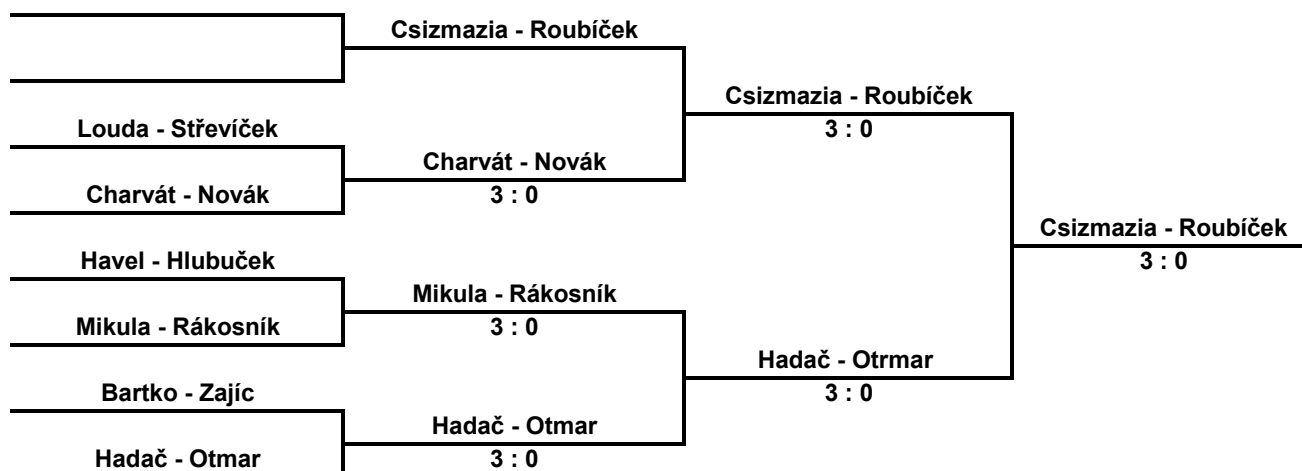 Csizmazia - Roubíček
Csizmazia - Roubíček
Louda - Střevíček
3 : 0
Charvát - Novák
Charvát - Novák
3 : 0
Csizmazia - Roubíček
Havel - Hlubuček
3 : 0
Mikula - Rákosník
Mikula - Rákosník
3 : 0
Hadač - Otrmar
Bartko - Zajíc
3 : 0
Hadač - Otmar
Hadač - Otmar
3 : 0